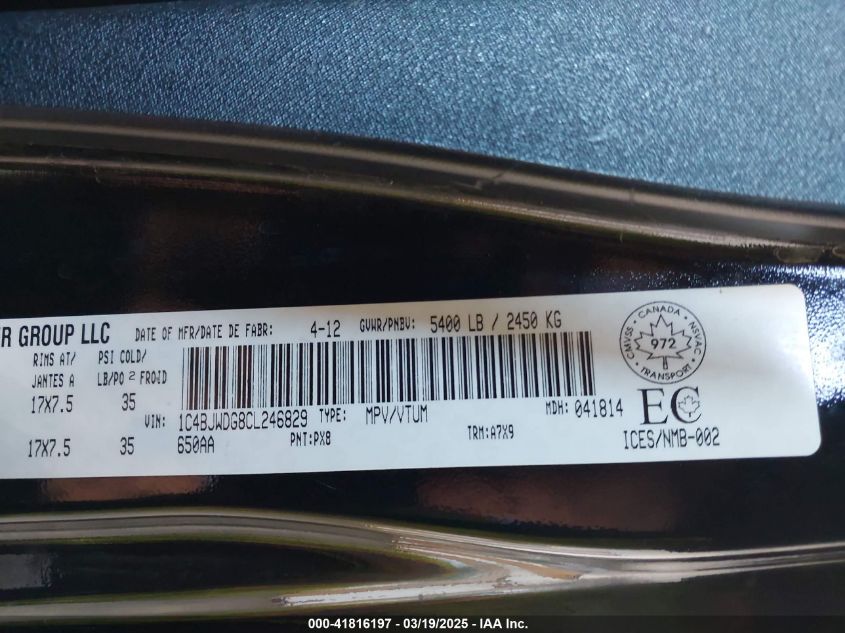 R GROUP LLC DATE OF MFR/DATE DE FABR: 4-12 GVWR/PNBV: 5400 LB / 2450 KG
RIMS AT/ PSI COLD/
JANTES A LB/PO 2 FROID
17X7.5 35
VIN: 1C4BJWDG8CL246829 TYPE: MPV/VTUM MDH: 041814
17X7.5 35 650AA PNT:PX8 TRM:A7X9
CMVSS • CANADA • NSVAC • TRANSPORT •
972
EC
ICES/NMB-002
000-41816197 - 03/19/2025 - IAA Inc.